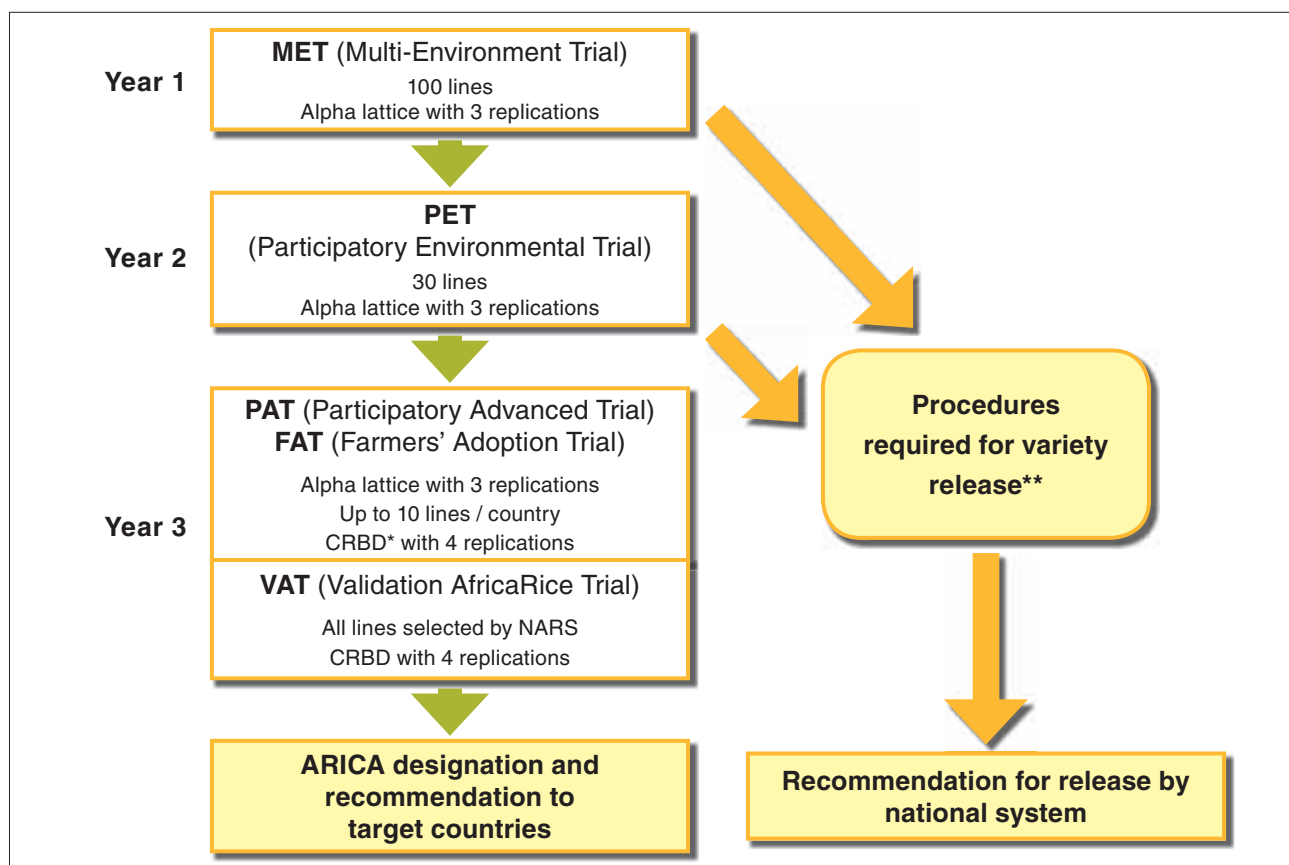 Year 1
MET (Multi-Environment Trial)
100 lines
Alpha lattice with 3 replications
Year 2
PET
(Participatory Environmental Trial)
30 lines
Alpha lattice with 3 replications
Year 3
PAT (Participatory Advanced Trial)
FAT (Farmers' Adoption Trial)
Alpha lattice with 3 replications
Up to 10 lines / country
CRBD* with 4 replications
VAT (Validation AfricaRice Trial)
All lines selected by NARS
CRBD with 4 replications
ARICA designation and
recommendation to
target countries
Procedures
required for variety
release**
Recommendation for release by
national system